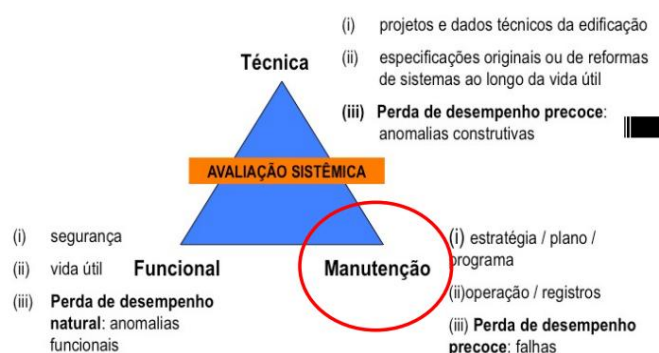 (i) projetos e dados técnicos da edificação
(ii) especificações originais ou de reformas
de sistemas ao longo da vida útil
(iii) Perda de desempenho precoce:
anomalias construtivas
Técnica
AVALIAÇÃO SISTÊMICA
(i) segurança
(ii) vida útil
(iii) Perda de desempenho
natural: anomalias
funcionais
Funcional
Manutenção
(i) estratégia / plano /
programa
(ii)operação / registros
(iii) Perda de desempenho
precoce: falhas